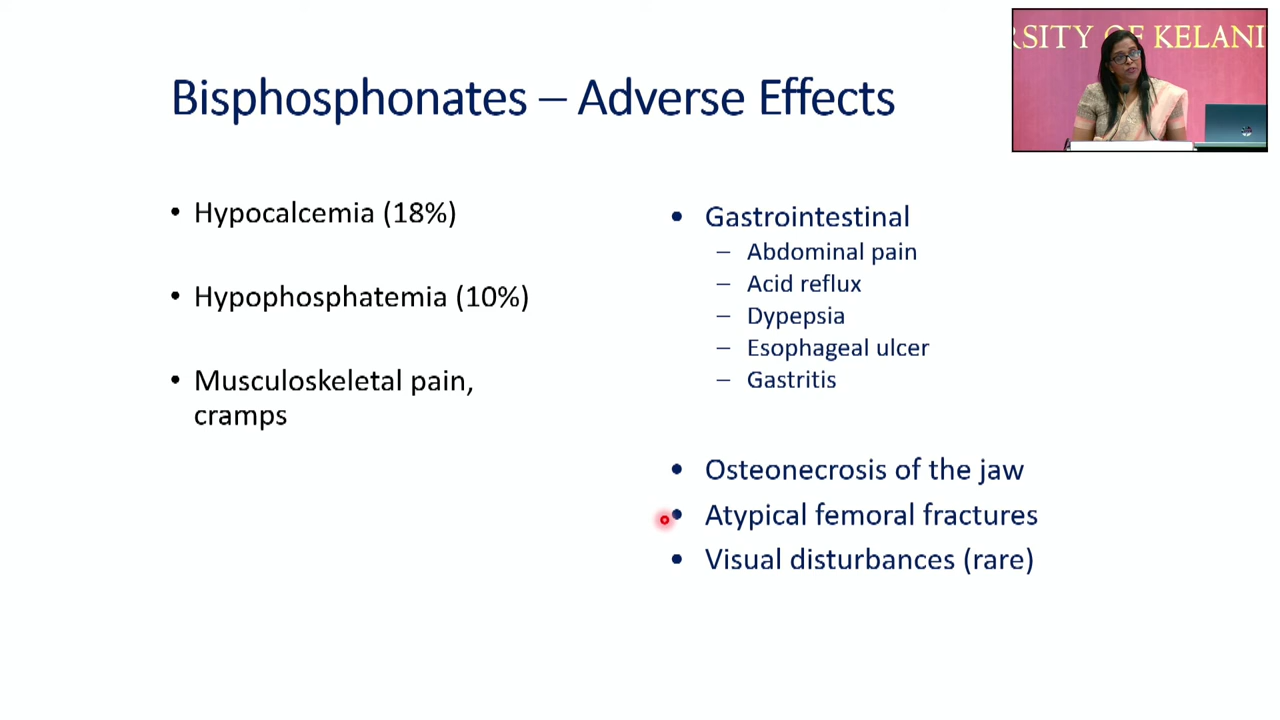 RSITY OF KELANI
Bisphosphonates – Adverse Effects
• Hypocalcemia (18%)
• Hypophosphatemia (10%)
• Musculoskeletal pain,
cramps
• Gastrointestinal
– Abdominal pain
– Acid reflux
– Dypepsia
– Esophageal ulcer
– Gastritis
• Osteonecrosis of the jaw
• Atypical femoral fractures
• Visual disturbances (rare)